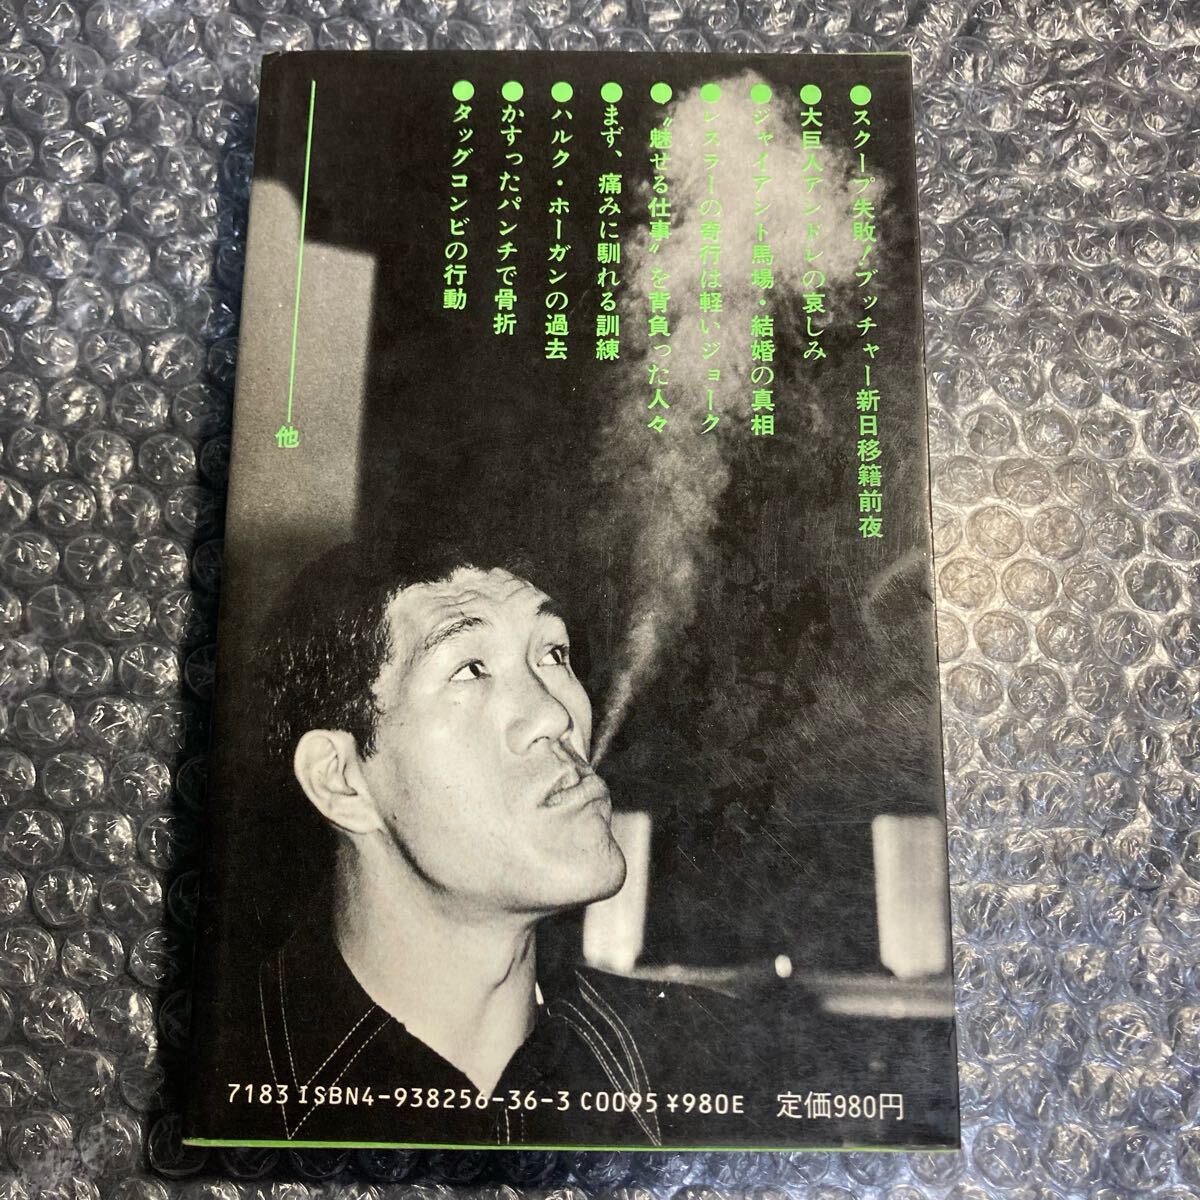 ●スクープ失敗!ブッチャー新日移籍前夜
●大巨人アンドレの哀しみ
●ジャイアント馬場・結婚の真相
●レスラーの奇行は軽いジョーク
●〝魅せる仕事〟を背負った人々
●まず、痛みに馴れる訓練
●ハルク・ホーガンの過去
●かすったパンチで骨折
●タッグコンビの行動
――他
7183 ISBN4-938256-36-3 C0095 ¥980E 定価980円